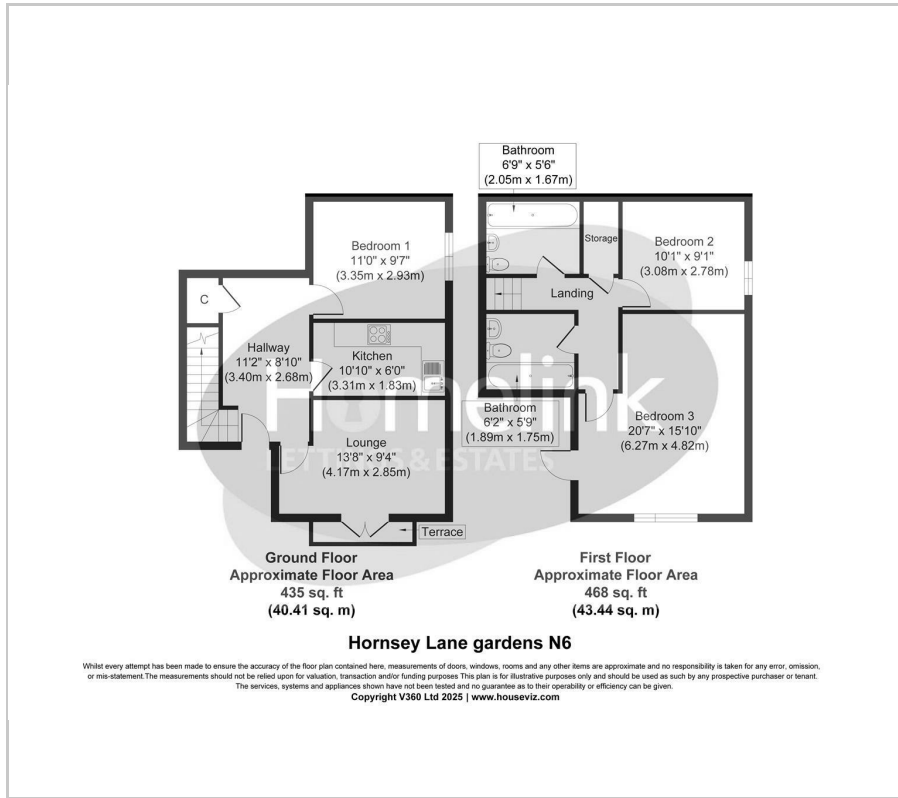 Bathroom
6'9" x 5'6"
(2.05m x 1.67m)
Bedroom 1
11'0" x 9'7"
(3.35m x 2.93m)
Storage
Bedroom 2
10'1" x 9'1"
(3.08m x 2.78m)
C
Landing
Hallway
11'2" x 8'10"
(3.40m x 2.68m)
Kitchen
10'10" x 6'0"
(3.31m x 1.83m)
Homelink
LETTINGS & ESTATES
Bathroom
6'2" x 5'9"
(1.89m x 1.75m)
Bedroom 3
20'7" x 15'10"
(6.27m x 4.82m)
Lounge
13'8" x 9'4"
(4.17m x 2.85m)
Terrace
Ground Floor
Approximate Floor Area
435 sq. ft
(40.41 sq. m)
First Floor
Approximate Floor Area
468 sq. ft
(43.44 sq. m)
Hornsey Lane gardens N6
Whilst every attempt has been made to ensure the accuracy of the floor plan contained here, measurements of doors, windows, rooms and any other items are approximate and no responsibility is taken for any error, omission,
or mis-statement.The measurements should not be relied upon for valuation, transaction and/or funding purposes This plan is for illustrative purposes only and should be used as such by any prospective purchaser or tenant.
The services, systems and appliances shown have not been tested and no guarantee as to their operability or efficiency can be given.
Copyright V360 Ltd 2025 | www.houseviz.com